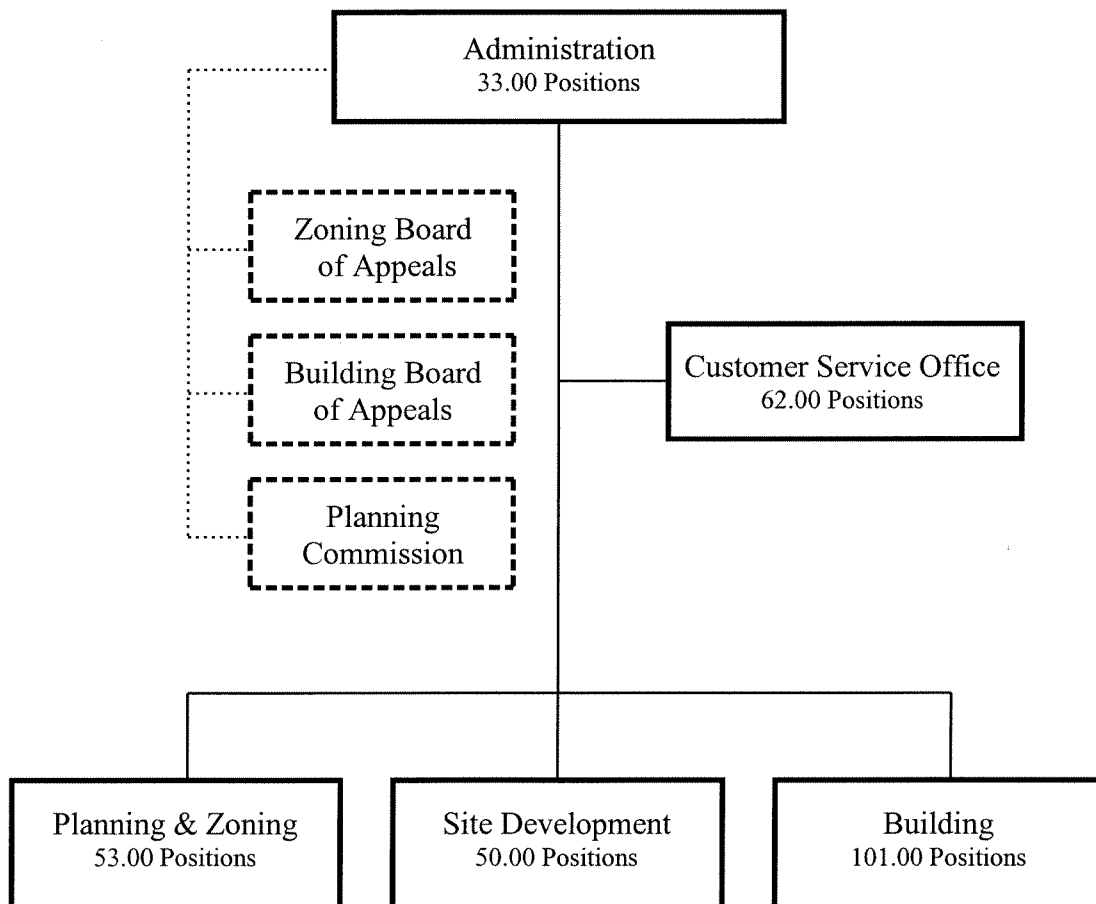 Administration
33.00 Positions
Zoning Board
of Appeals
Building Board
of Appeals
Planning
Commission
Customer Service Office
62.00 Positions
Planning & Zoning
53.00 Positions
Site Development
50.00 Positions
Building
101.00 Positions